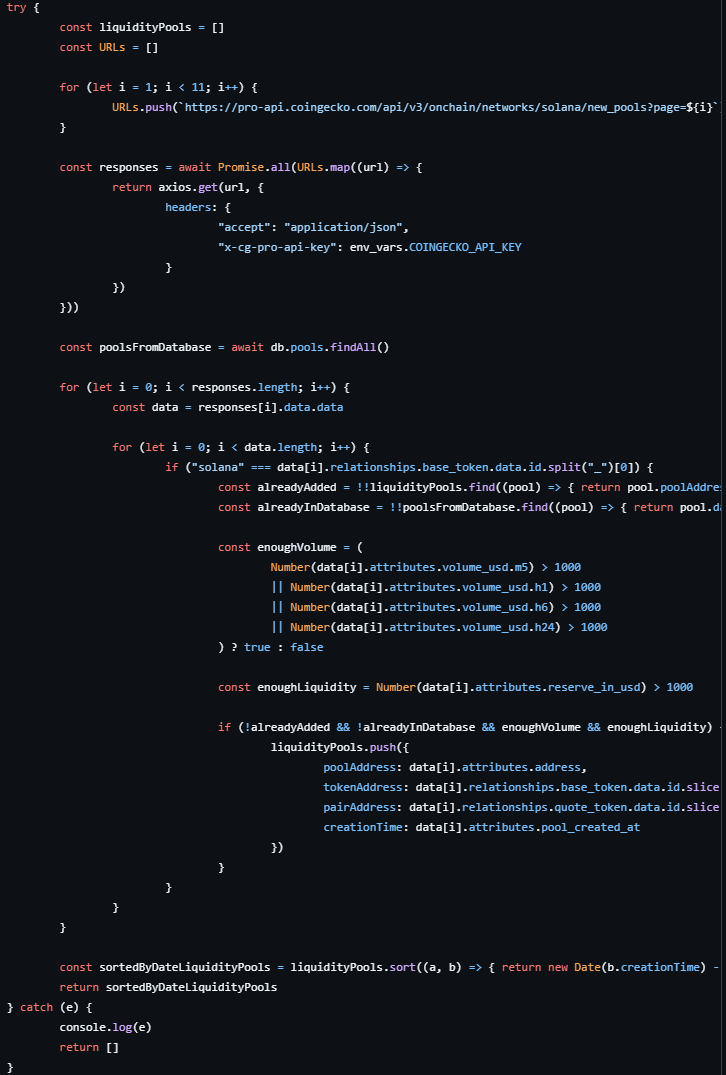 try {
const liquidityPools = []
const URLs = []
for (let i = 1; i < 11; i++) {
URLs.push(`https://pro-api.coingecko.com/api/v3/onchain/networks/solana/new_pools?page=${i}`
}
const responses = await Promise.all(URLs.map((url) => {
return axios.get(url, {
headers: {
"accept": "application/json",
"x-cg-pro-api-key": env_vars.COINGECKO_API_KEY
}
})
}))
const poolsFromDatabase = await db.pools.findAll()
for (let i = 0; i < responses.length; i++) {
const data = responses[i].data.data
for (let i = 0; i < data.length; i++) {
if ("solana" === data[i].relationships.base_token.data.id.split("_")[0]) {
const alreadyAdded = !!liquidityPools.find((pool) => { return pool.poolAddre
const alreadyInDatabase = !!poolsFromDatabase.find((pool) => { return pool.da
const enoughVolume = (
Number(data[i].attributes.volume_usd.m5) > 1000
|| Number(data[i].attributes.volume_usd.h1) > 1000
|| Number(data[i].attributes.volume_usd.h6) > 1000
|| Number(data[i].attributes.volume_usd.h24) > 1000
) ? true : false
const enoughLiquidity = Number(data[i].attributes.reserve_in_usd) > 1000
if (!alreadyAdded && !alreadyInDatabase && enoughVolume && enoughLiquidity)
liquidityPools.push({
poolAddress: data[i].attributes.address,
tokenAddress: data[i].relationships.base_token.data.id.slice
pairAddress: data[i].relationships.quote_token.data.id.slice
creationTime: data[i].attributes.pool_created_at
})
}
}
}
}
const sortedByDateLiquidityPools = liquidityPools.sort((a, b) => { return new Date(b.creationTime) -
return sortedByDateLiquidityPools
} catch (e) {
console.log(e)
return []
}